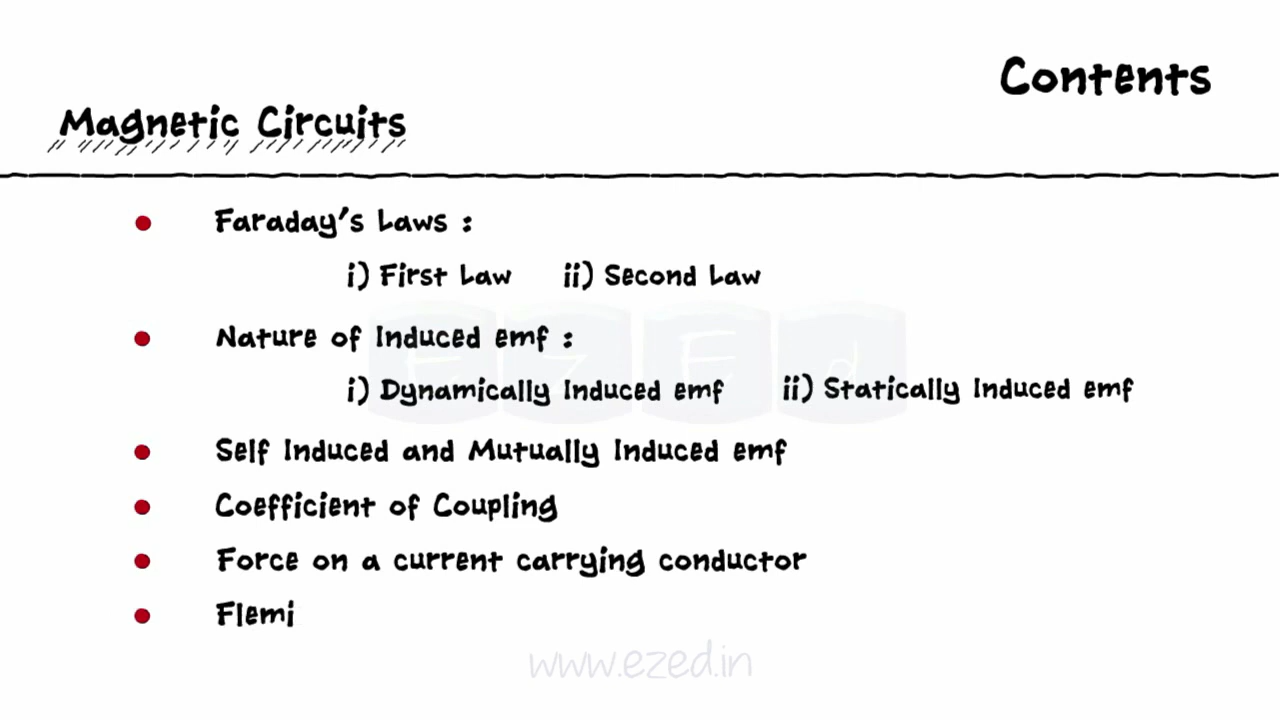 Contents
Magnetic Circuits
Faraday's Laws :
i) First Law ii) Second Law
Nature of Induced emf :
i) Dynamically Induced emf ii) Statically Induced emf
Self Induced and Mutually Induced emf
Coefficient of Coupling
Force on a current carrying conductor
Flemi
EZEd
www.ezed.in